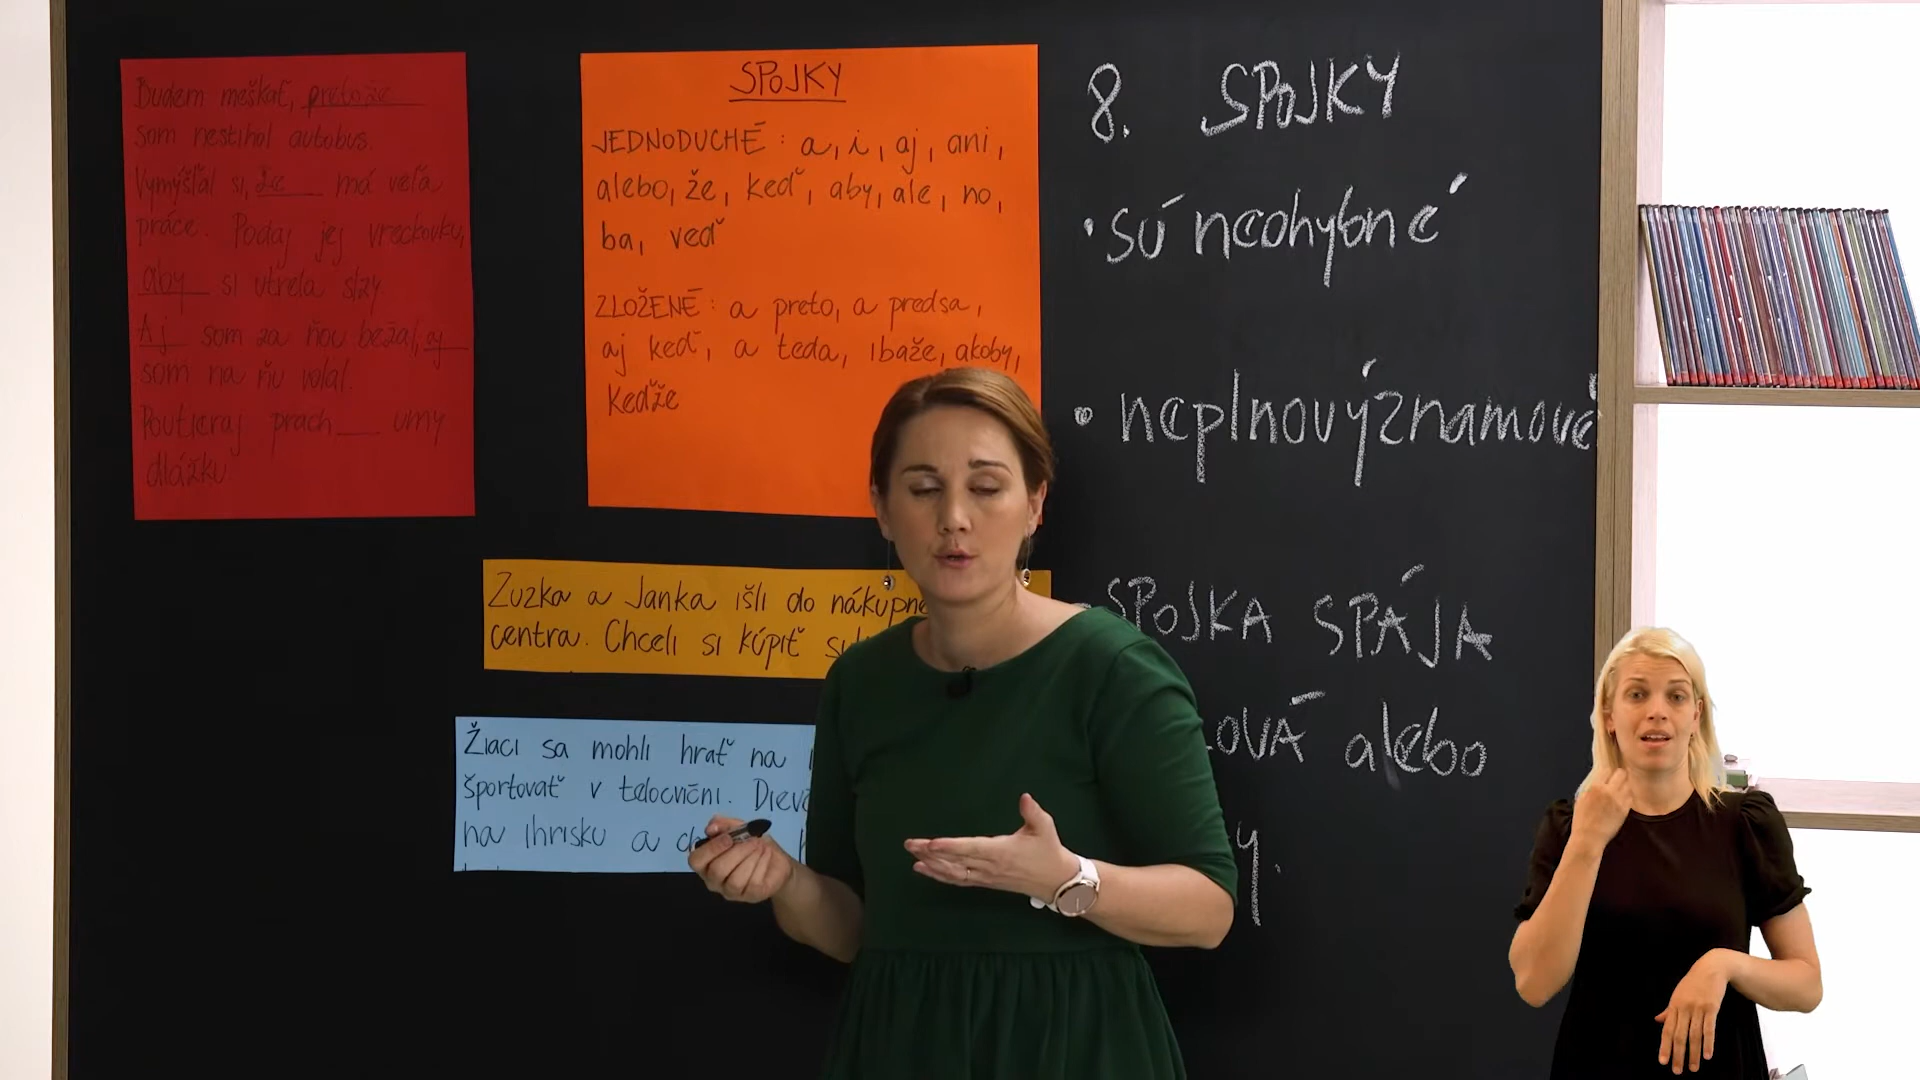 Budem meškať, pretože
som nestihol autobus.
Vymýšľal si, že má veľa
práce. Podaj jej vreckovku,
aby si utrela slzy
Aj som za ňou bežal, aj
som na ňu volal.
Poutieraj prach ___ umy
dlážku.
SPOJKY
JEDNODUCHÉ : a, i, aj, ani,
alebo, že, keď, aby, ale, no,
ba, veď
ZLOŽENÉ : a preto, a predsa,
aj keď, a teda, ibaže, akoby,
keďže
Zuzka a Janka išli do nákupné
centra. Chceli si kúpiť
Žiaci sa mohli hrať na
športovať v telocvični.
na ihrisku a
8. SPOJKY
• sú neohybné
• neplnovýznamové
SPOJKA SPÁJA
alebo